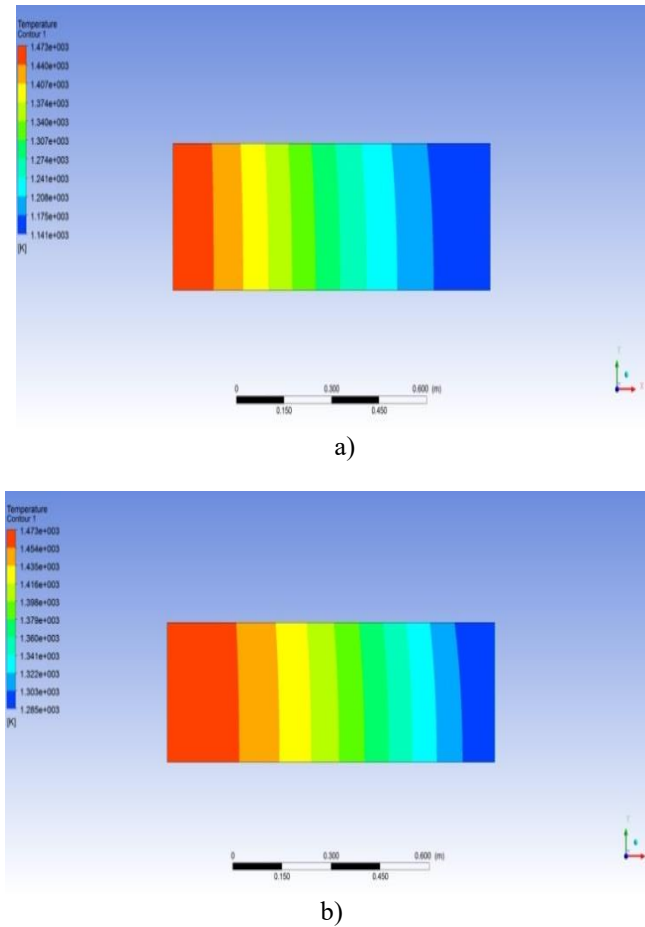 Temperature
Contour 1
1.473e+003
1.440e+003
1.407e+003
1.374e+003
1.340e+003
1.307e+003
1.274e+003
1.241e+003
1.208e+003
1.175e+003
1.141e+003
[K]
0 0.300 0.600 (m)
0.150 0.450
Y
X
a)
Temperature
Contour 1
1.473e+003
1.454e+003
1.435e+003
1.416e+003
1.398e+003
1.379e+003
1.360e+003
1.341e+003
1.322e+003
1.303e+003
1.285e+003
[K]
0 0.300 0.600 (m)
0.150 0.450
Y
b)